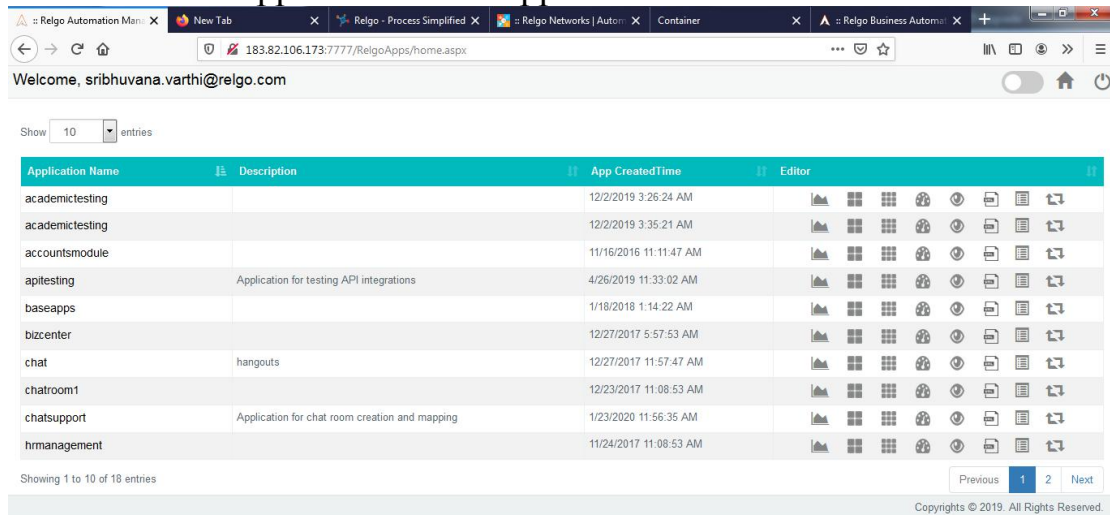 :: Relgo Automation Mana
New Tab
Relgo - Process Simplified
:: Relgo Networks | Autom
Container
:: Relgo Business Automat
183.82.106.173:7777/RelgoApps/home.aspx
Welcome, sribhuvana.varthi@relgo.com
Show 10 entries
Application Name Description App CreatedTime Editor
academictesting 12/2/2019 3:26:24 AM
academictesting 12/2/2019 3:35:21 AM
accountsmodule 11/16/2016 11:11:47 AM
apitesting Application for testing API integrations 4/26/2019 11:33:02 AM
baseapps 1/18/2018 1:14:22 AM
bizcenter 12/27/2017 5:57:53 AM
chat hangouts 12/27/2017 11:57:47 AM
chatroom1 12/23/2017 11:08:53 AM
chatsupport Application for chat room creation and mapping 1/23/2020 11:56:35 AM
hrmanagement 11/24/2017 11:08:53 AM
Showing 1 to 10 of 18 entries Previous 1 2 Next
Copyrights © 2019. All Rights Reserved.